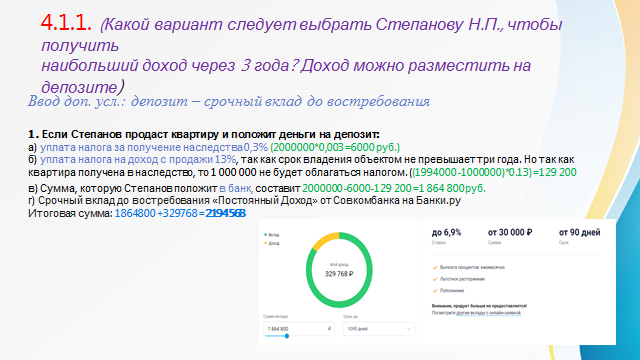 4.1.1. (Какой вариант следует выбрать Степанову Н.П., чтобы
получить
наибольший доход через 3 года? Доход можно разместить на
депозите)
Ввод доп. усл.: депозит – срочный вклад до востребования
1. Если Степанов продаст квартиру и положит деньги на депозит:
а) уплата налога за получение наследства 0,3% (2000000*0,003=6000 руб.)
б) уплата налога на доход с продажи 13%, так как срок владения объектом не превышает три года. Но так как
квартира получена в наследство, то 1 000 000 не будет облагаться налогом. ((1994000-1000000)*0.13)=129 200
в) Сумма, которую Степанов положит в банк, составит 2000000-6000-129 200=1 864 800 руб.
г) Срочный вклад до востребования «Постоянный Доход» от Совкомбанка на Банки.ру
Итоговая сумма: 1864800+329768=2194568
Вклад
Доход
Мой доход
329 768 ₽
Сумма вклада
Срок, до
1 864 800 ₽
1095 дней
до 6,9% от 30 000 ₽ от 90 дней
Ставка Сумма Срок
Выплата процентов: ежемесячно
Льготное расторжение
Пополнение
Внимание, продукт больше не предоставляется!
Посмотрите другие вклады с онлайн-заявкой.